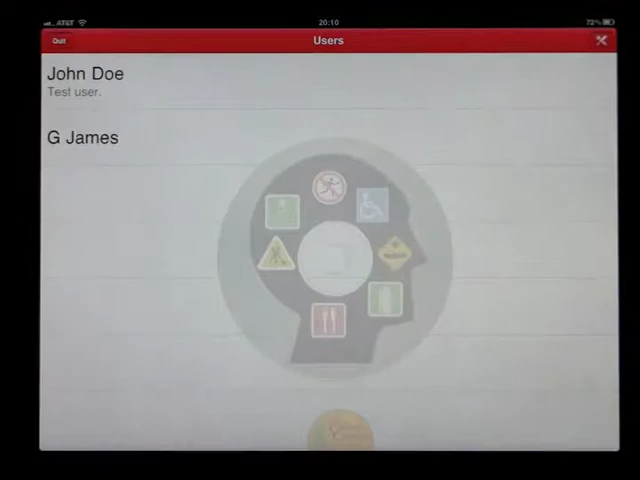 AT&T 20:10 72%
Quit Users
John Doe
Test user.
G James